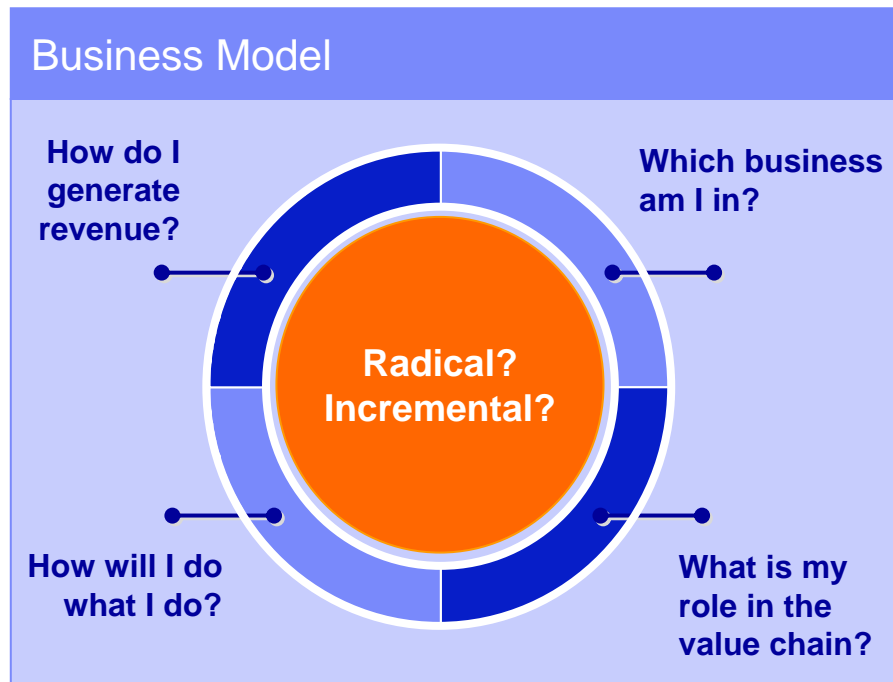 Business Model
How do I
generate
revenue?
Which business
am I in?
Radical?
Incremental?
How will I do
what I do?
What is my
role in the
value chain?